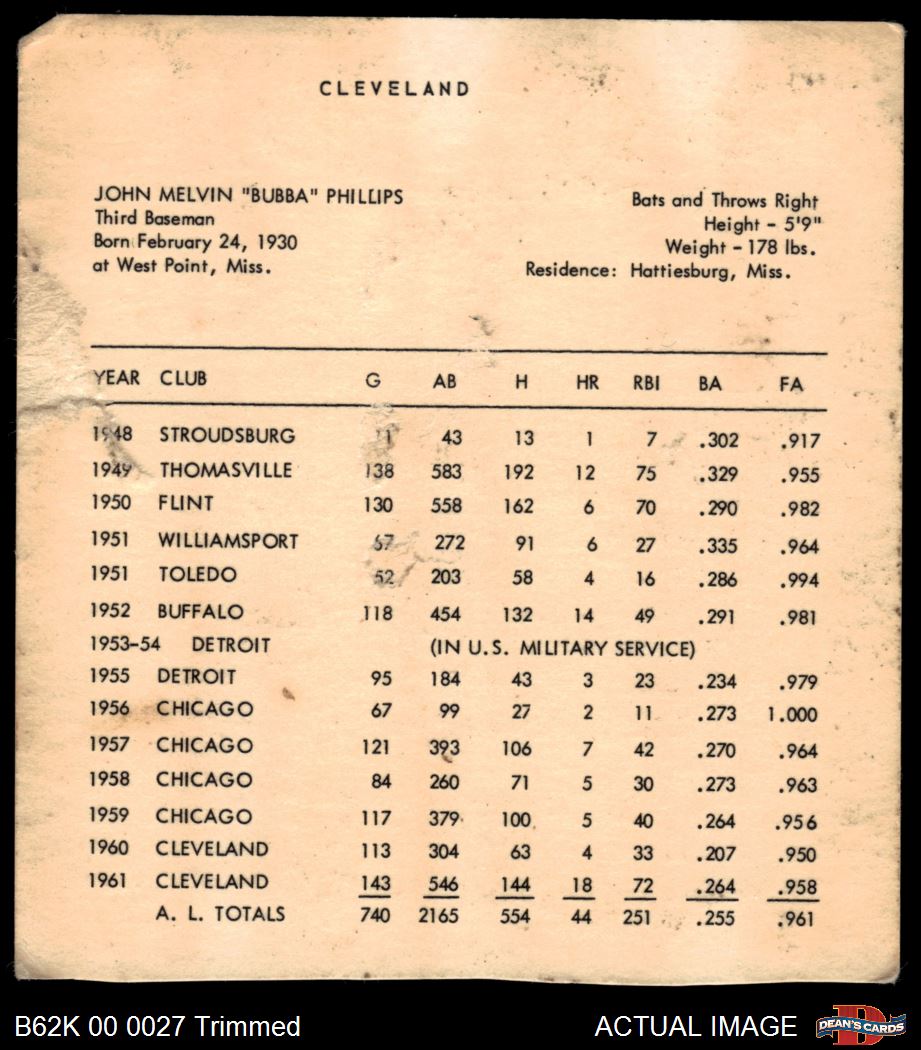 CLEVELAND
JOHN MELVIN "BUBBA" PHILLIPS
Third Baseman
Born February 24, 1930
at West Point, Miss.
Bats and Throws Right
Height - 5'9"
Weight - 178 lbs.
Residence: Hattiesburg, Miss.
YEAR CLUB G AB H HR RBI BA FA
1948 STROUDSBURG 43 13 1 7 .302 .917
1949 THOMASVILLE 138 583 192 12 75 .329 .955
1950 FLINT 130 558 162 6 70 .290 .982
1951 WILLIAMSPORT 67 272 91 6 27 .335 .964
1951 TOLEDO 52 203 58 4 16 .286 .994
1952 BUFFALO 118 454 132 14 49 .291 .981
1953-54 DETROIT (IN U.S. MILITARY SERVICE)
1955 DETROIT 95 184 43 3 23 .234 .979
1956 CHICAGO 67 99 27 2 11 .273 1.000
1957 CHICAGO 121 393 106 7 42 .270 .964
1958 CHICAGO 84 260 71 5 30 .273 .963
1959 CHICAGO 117 379 100 5 40 .264 .956
1960 CLEVELAND 113 304 63 4 33 .207 .950
1961 CLEVELAND 143 546 144 18 72 .264 .958
A. L. TOTALS 740 2165 554 44 251 .255 .961
B62K 00 0027 Trimmed
ACTUAL IMAGE
DEAN'S CARDS